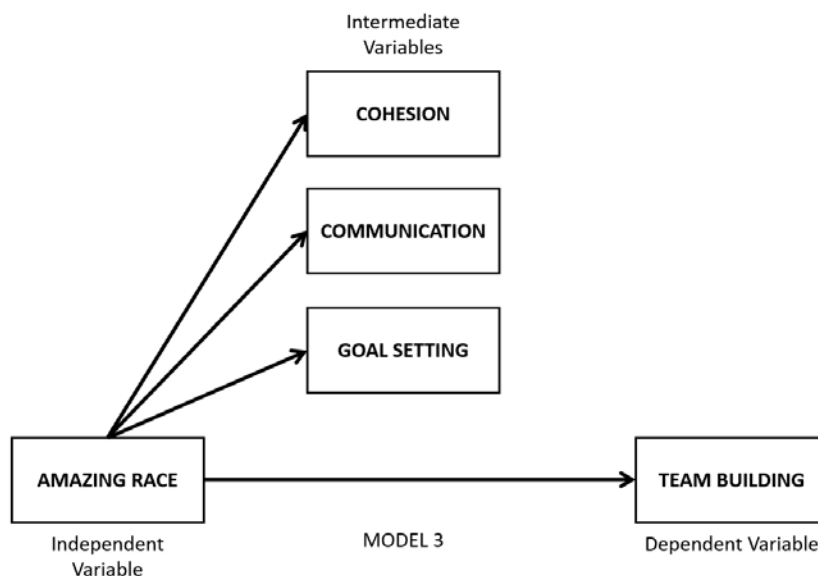 Intermediate
Variables
COHESION
COMMUNICATION
GOAL SETTING
AMAZING RACE
TEAM BUILDING
Independent
Variable
MODEL 3
Dependent Variable